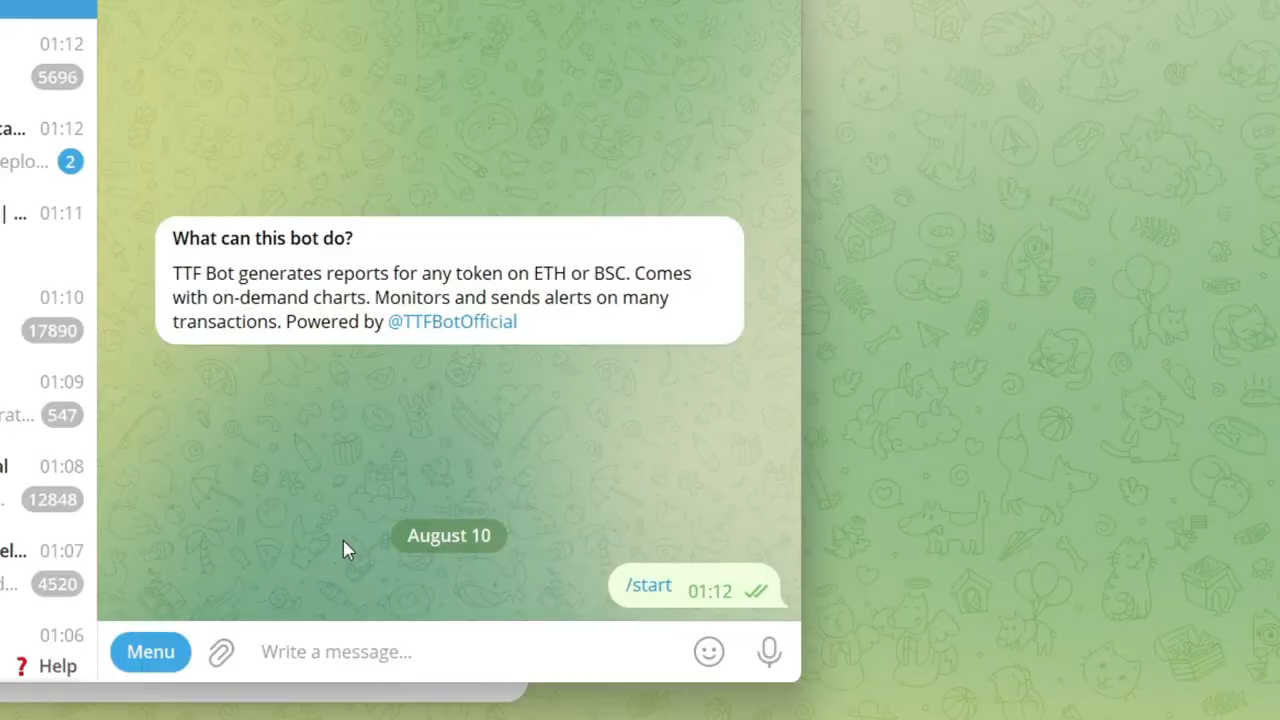 01:12
5696
ta... 01:12
eplo... 2
| ... 01:11
01:10
17890
01:09
rat... 547
al 01:08
. 12848
el... 01:07
d... 4520
01:06
? Help
What can this bot do?
TTF Bot generates reports for any token on ETH or BSC. Comes
with on-demand charts. Monitors and sends alerts on many
transactions. Powered by @TTFBotOfficial
August 10
/start 01:12
Menu
Write a message...